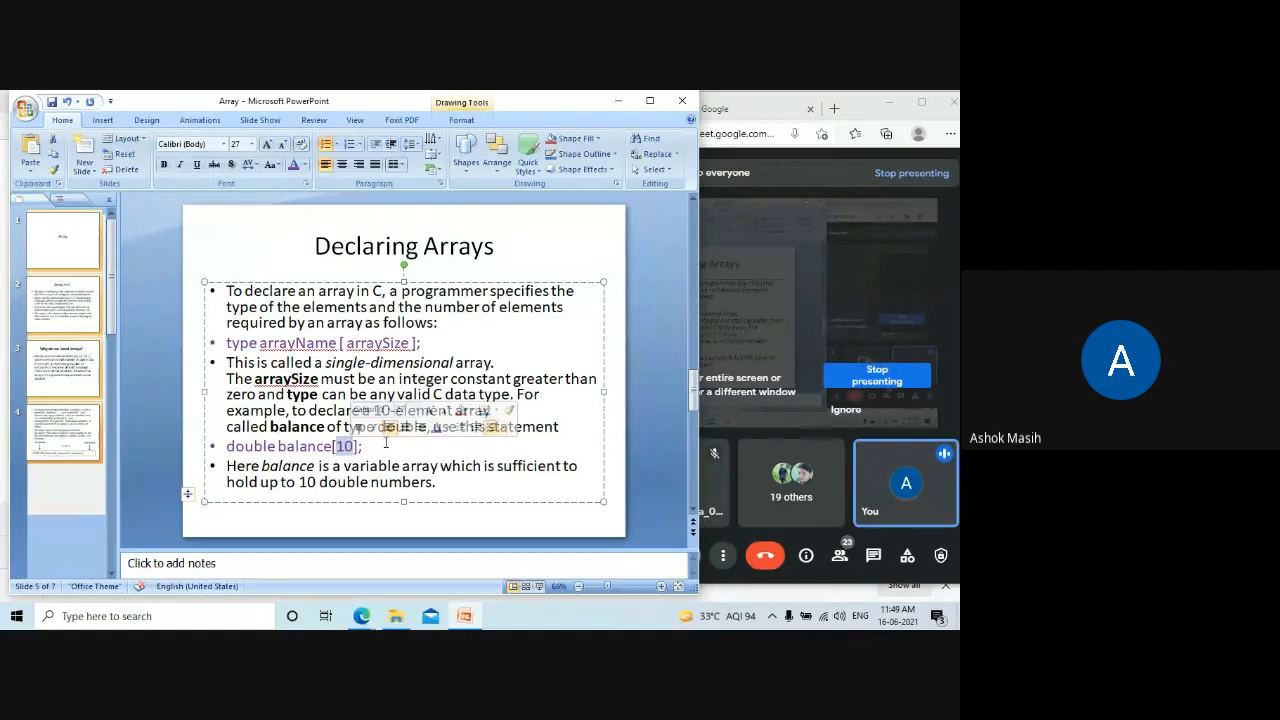 Array - Microsoft PowerPoint
Drawing Tools
Home Insert Design Animations Slide Show Review View Foxit PDF Format
Paste
New
Slide
Layout
Reset
Delete
Calibri (Body) 27
Shapes Arrange Quick
Styles
Shape Fill
Shape Outline
Shape Effects
Find
Replace
Select
Clipboard Slides Font Paragraph Drawing Editing
1
2
3
4
Declaring Arrays
• To declare an array in C, a programmer specifies the
type of the elements and the number of elements
required by an array as follows:
• type arrayName [ arraySize ];
• This is called a single-dimensional array.
The arraySize must be an integer constant greater than
zero and type can be any valid C data type. For
example, to declare a 10-element array
called balance of type double, use this statement
• double balance[10];
• Here balance is a variable array which is sufficient to
hold up to 10 double numbers.
Click to add notes
Slide 5 of 7 "Office Theme" English (United States) 66%
Google
eet.google.com...
o everyone
Stop presenting
r entire screen or
r a different window
Stop
presenting
Ignore
a_O...
19 others
A
You
23
Show all
Type here to search
33°C AQI 94
ENG
11:49 AM
16-06-2021
3
A
Ashok Masih